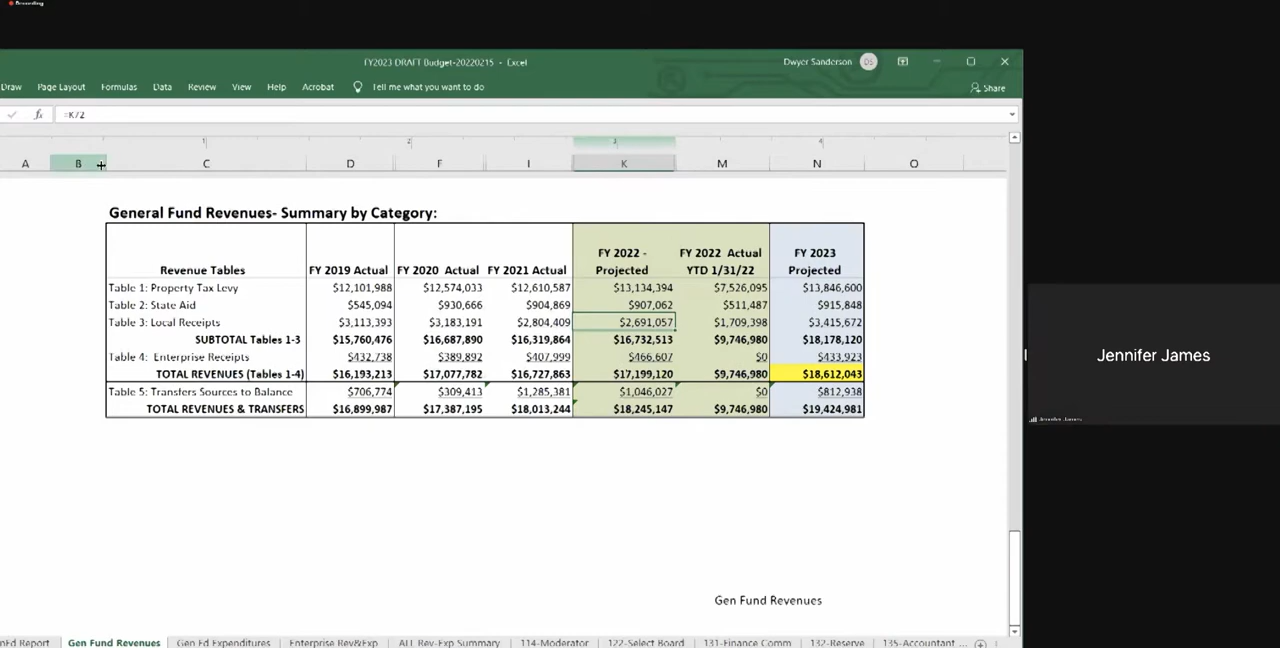 Recording
FY2023 DRAFT Budget-20220215 - Excel
Dwyer Sanderson DS
Draw Page Layout Formulas Data Review View Help Acrobat Tell me what you want to do Share
fx =K72
A B C D F I K M N O
General Fund Revenues- Summary by Category:
Revenue Tables FY 2019 Actual FY 2020 Actual FY 2021 Actual FY 2022 - Projected FY 2022 Actual YTD 1/31/22 FY 2023 Projected
Table 1: Property Tax Levy $12,101,988 $12,574,033 $12,610,587 $13,134,394 $7,526,095 $13,846,600
Table 2: State Aid $545,094 $930,666 $904,869 $907,062 $511,487 $915,848
Table 3: Local Receipts $3,113,393 $3,183,191 $2,804,409 $2,691,057 $1,709,398 $3,415,672
SUBTOTAL Tables 1-3 $15,760,476 $16,687,890 $16,319,864 $16,732,513 $9,746,980 $18,178,120
Table 4: Enterprise Receipts $432,738 $389,892 $407,999 $466,607 $0 $433,923
TOTAL REVENUES (Tables 1-4) $16,193,213 $17,077,782 $16,727,863 $17,199,120 $9,746,980 $18,612,043
Table 5: Transfers Sources to Balance $706,774 $309,413 $1,285,381 $1,046,027 $0 $812,938
TOTAL REVENUES & TRANSFERS $16,899,987 $17,387,195 $18,013,244 $18,245,147 $9,746,980 $19,424,981
Jennifer James
Jennifer James
Gen Fund Revenues
nEd Report Gen Fund Revenues Gen Ed Expenditures Enterprise Rev&Exp ALL Rev-Exp Summary 114-Moderator 122-Select Board 131-Finance Comm 132-Reserve 135-Accountant ...